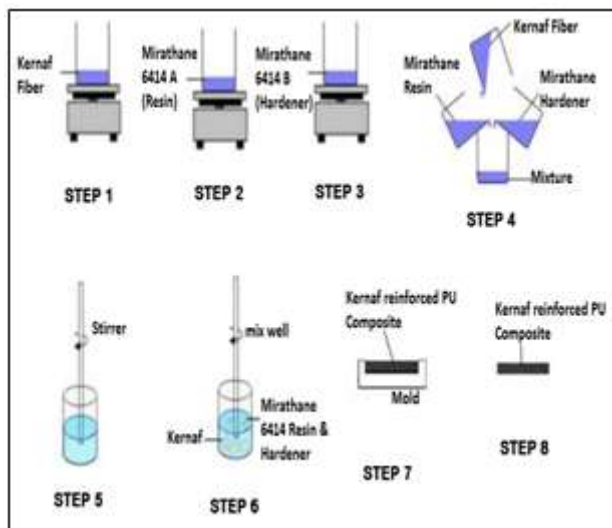 Kernaf
Fiber
Mirathane
6414 A
(Resin)
Mirathane
6414 B
(Hardener)
Kernaf Fiber
Mirathane
Resin
Mirathane
Hardener
Mixture
STEP 1
STEP 2
STEP 3
STEP 4
Stirrer
mix well
Kernaf
Mirathane
6414 Resin &
Hardener
Kernaf reinforced PU
Composite
Mold
Kernaf reinforced PU
Composite
STEP 5
STEP 6
STEP 7
STEP 8